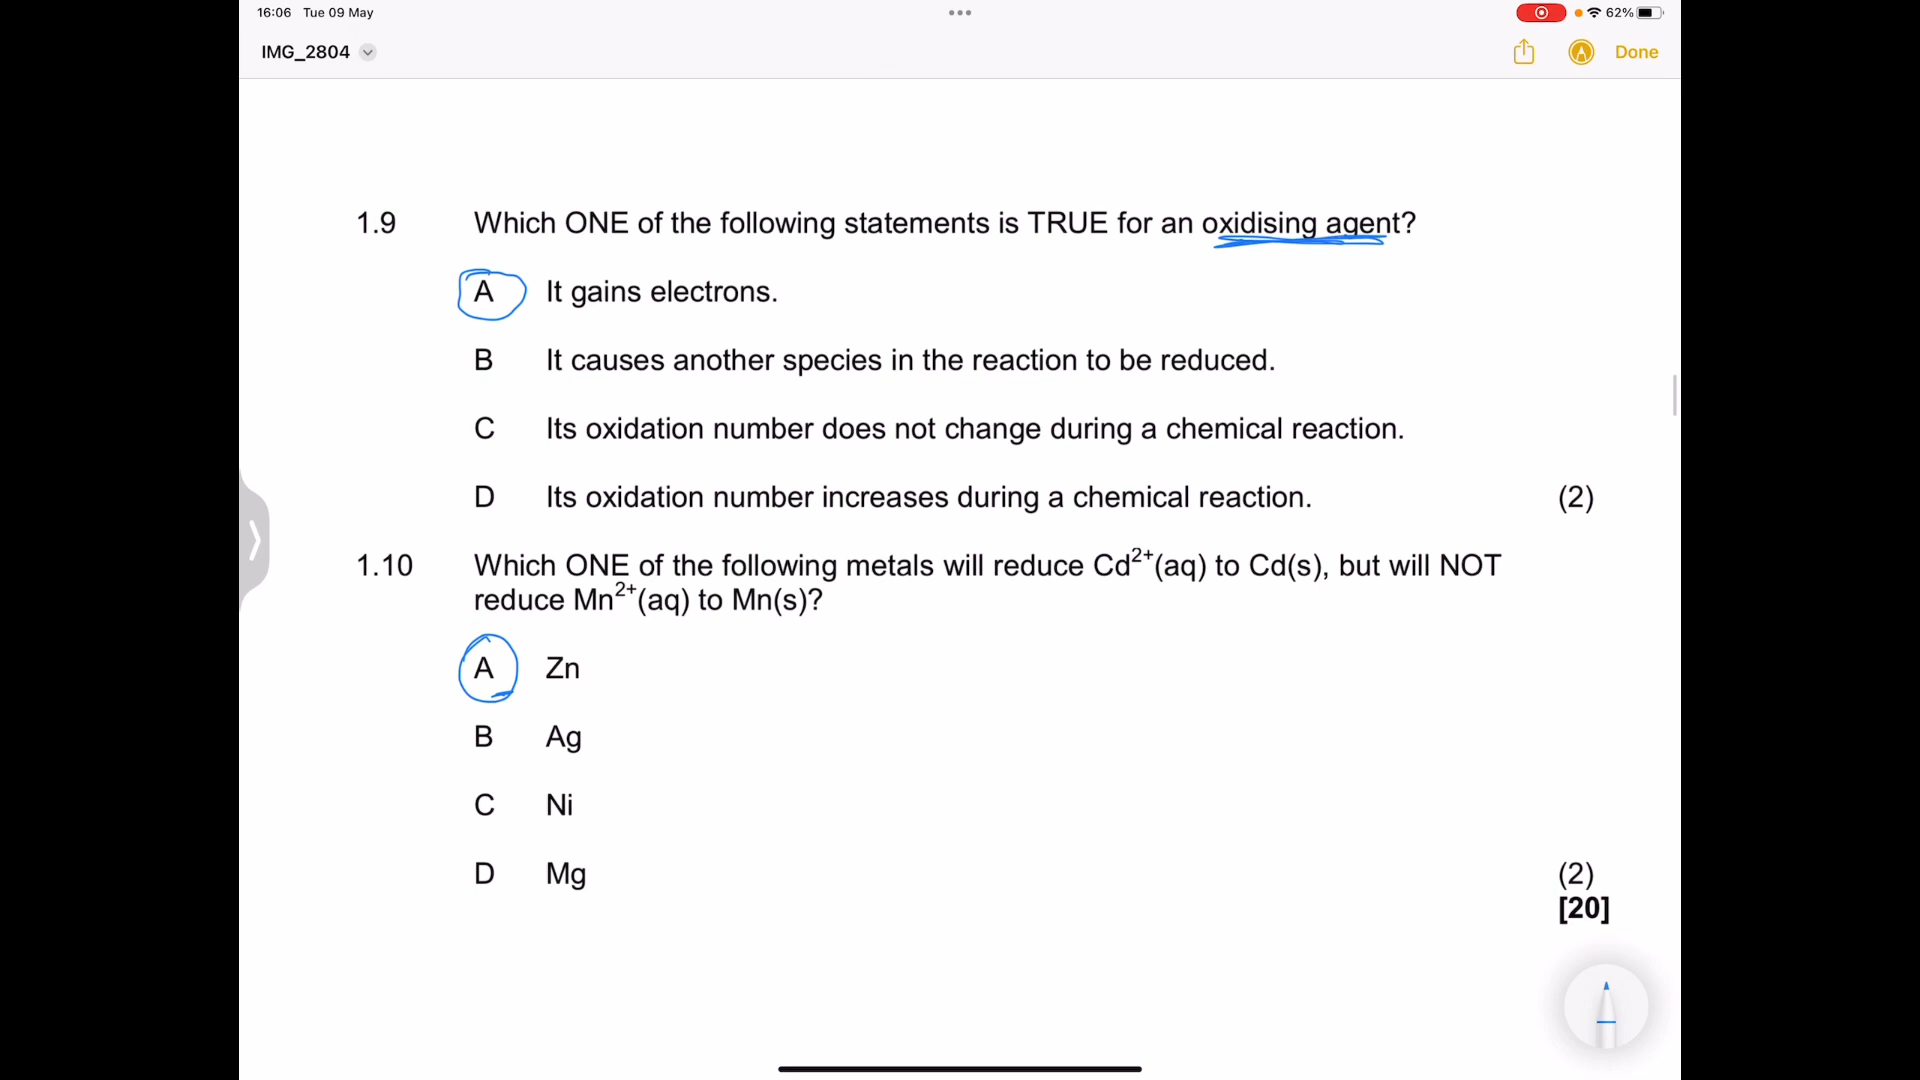 16:06 Tue 09 May
62%
IMG_2804
Done
1.9 Which ONE of the following statements is TRUE for an oxidising agent?
A It gains electrons.
B It causes another species in the reaction to be reduced.
C Its oxidation number does not change during a chemical reaction.
D Its oxidation number increases during a chemical reaction. (2)
1.10 Which ONE of the following metals will reduce Cd²⁺(aq) to Cd(s), but will NOT
reduce Mn²⁺(aq) to Mn(s)?
A Zn
B Ag
C Ni
D Mg (2)
[20]